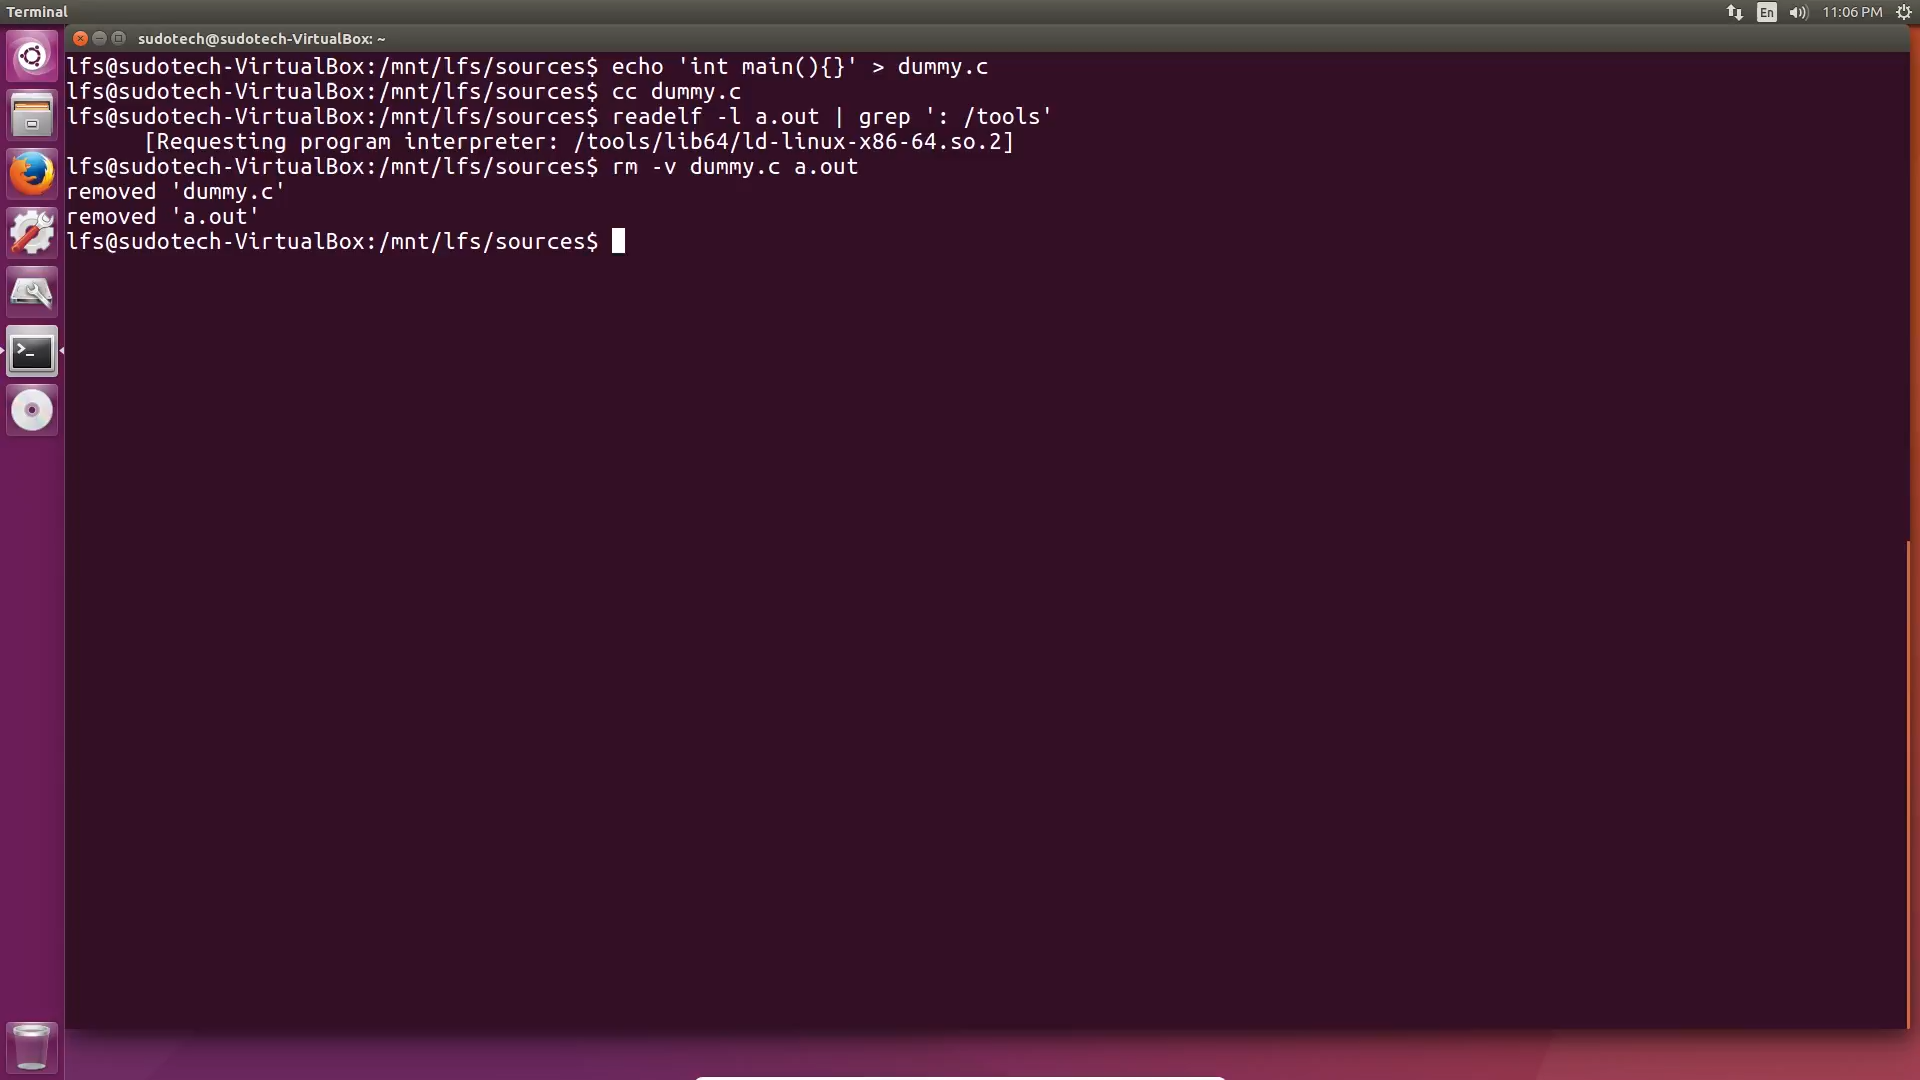 Terminal
En
11:06 PM
sudotech@sudotech-VirtualBox: ~
lfs@sudotech-VirtualBox:/mnt/lfs/sources$ echo 'int main(){}' > dummy.c
lfs@sudotech-VirtualBox:/mnt/lfs/sources$ cc dummy.c
lfs@sudotech-VirtualBox:/mnt/lfs/sources$ readelf -l a.out | grep ': /tools'
      [Requesting program interpreter: /tools/lib64/ld-linux-x86-64.so.2]
lfs@sudotech-VirtualBox:/mnt/lfs/sources$ rm -v dummy.c a.out
removed 'dummy.c'
removed 'a.out'
lfs@sudotech-VirtualBox:/mnt/lfs/sources$